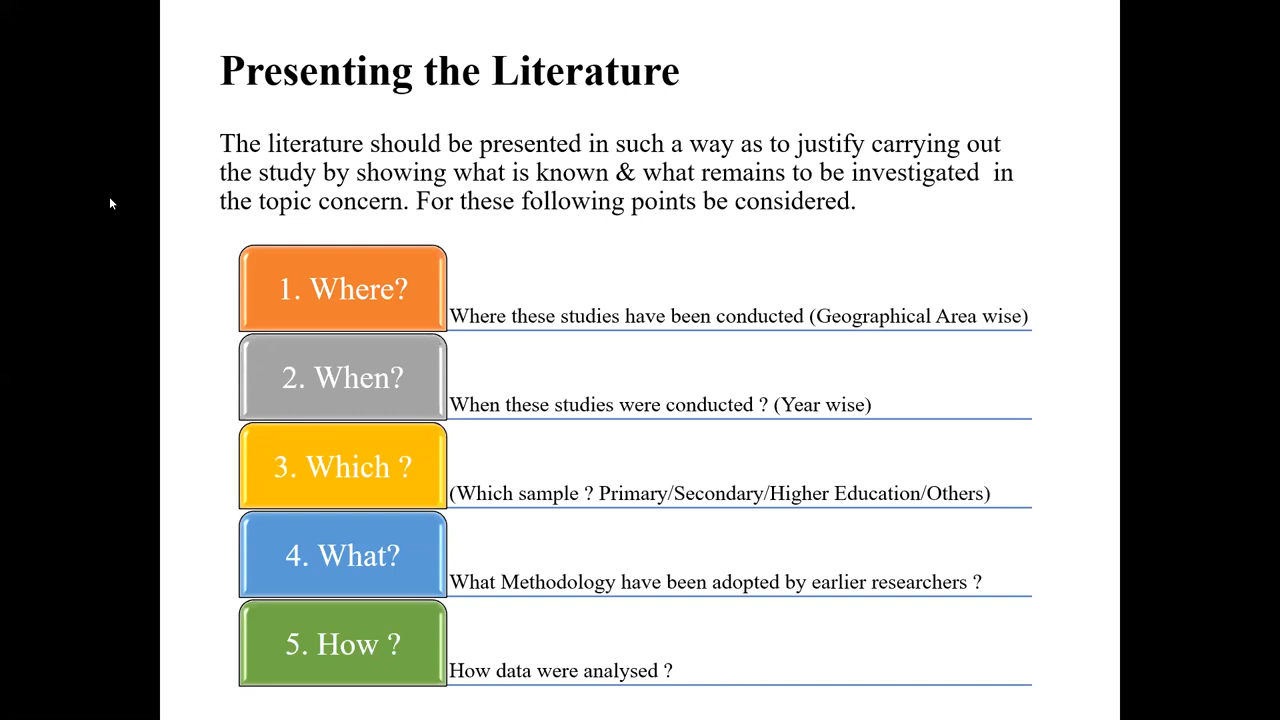 Presenting the Literature
The literature should be presented in such a way as to justify carrying out
the study by showing what is known & what remains to be investigated  in
the topic concern. For these following points be considered.
1. Where?
Where these studies have been conducted (Geographical Area wise)
2. When?
When these studies were conducted ? (Year wise)
3. Which ?
(Which sample ? Primary/Secondary/Higher Education/Others)
4. What?
What Methodology have been adopted by earlier researchers ?
5. How ?
How data were analysed ?